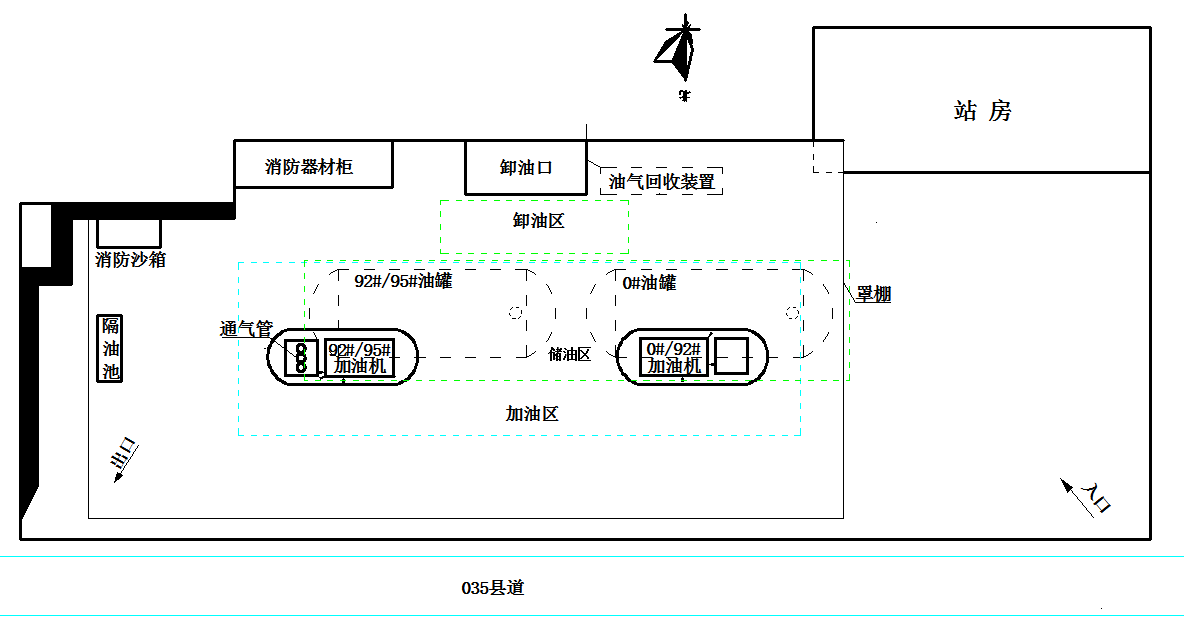 北
站 房
消防器材柜
卸油口
油气回收装置
卸油区
消防沙箱
92#/95#油罐
0#油罐
罩棚
隔
油
池
通气管
92#/95#
加油机
储油区
0#/92#
加油机
加油区
出口
入口
035县道